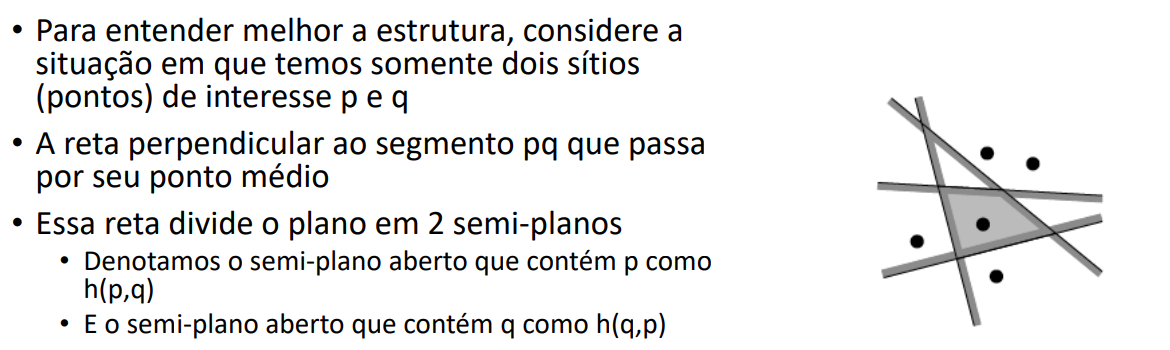 • Para entender melhor a estrutura, considere a
situação em que temos somente dois sítios
(pontos) de interesse p e q
• A reta perpendicular ao segmento pq que passa
por seu ponto médio
• Essa reta divide o plano em 2 semi-planos
• Denotamos o semi-plano aberto que contém p como
h(p,q)
• E o semi-plano aberto que contém q como h(q,p)